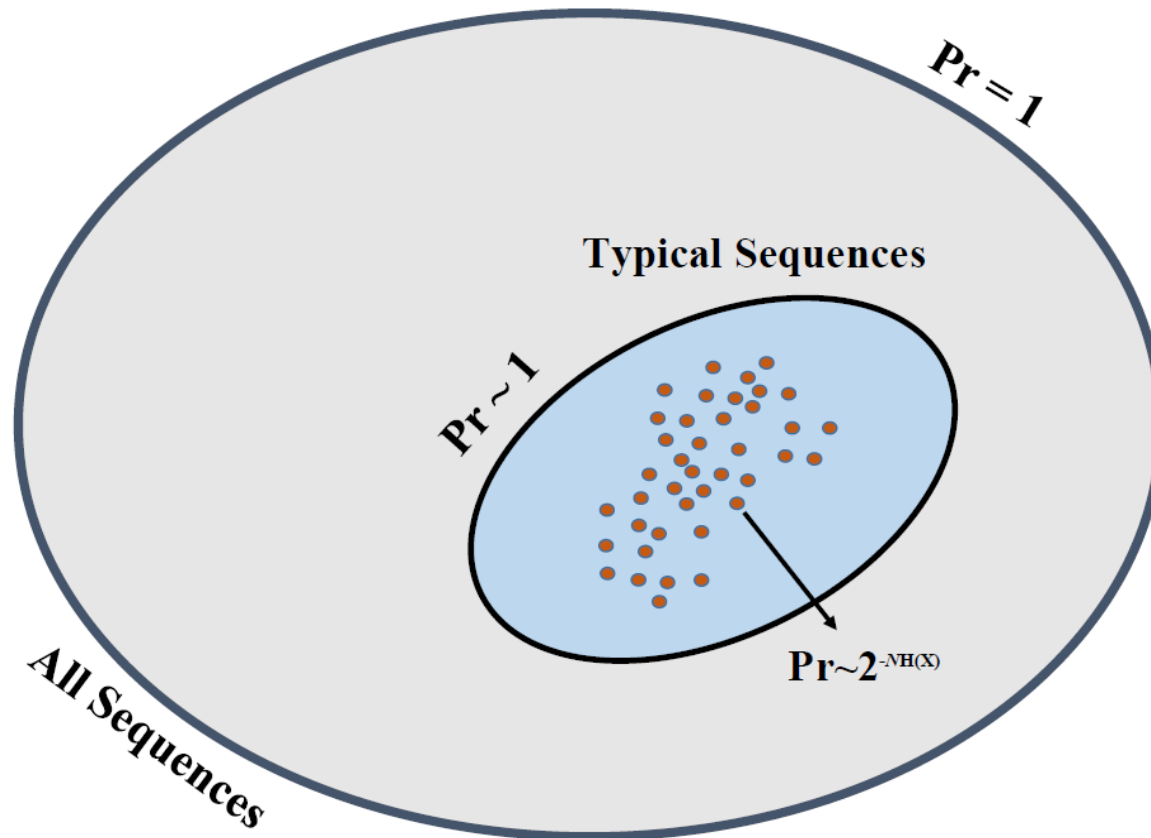 Pr = 1
Typical Sequences
Pr ~ 1
Pr~2^-NH(X)
All Sequences